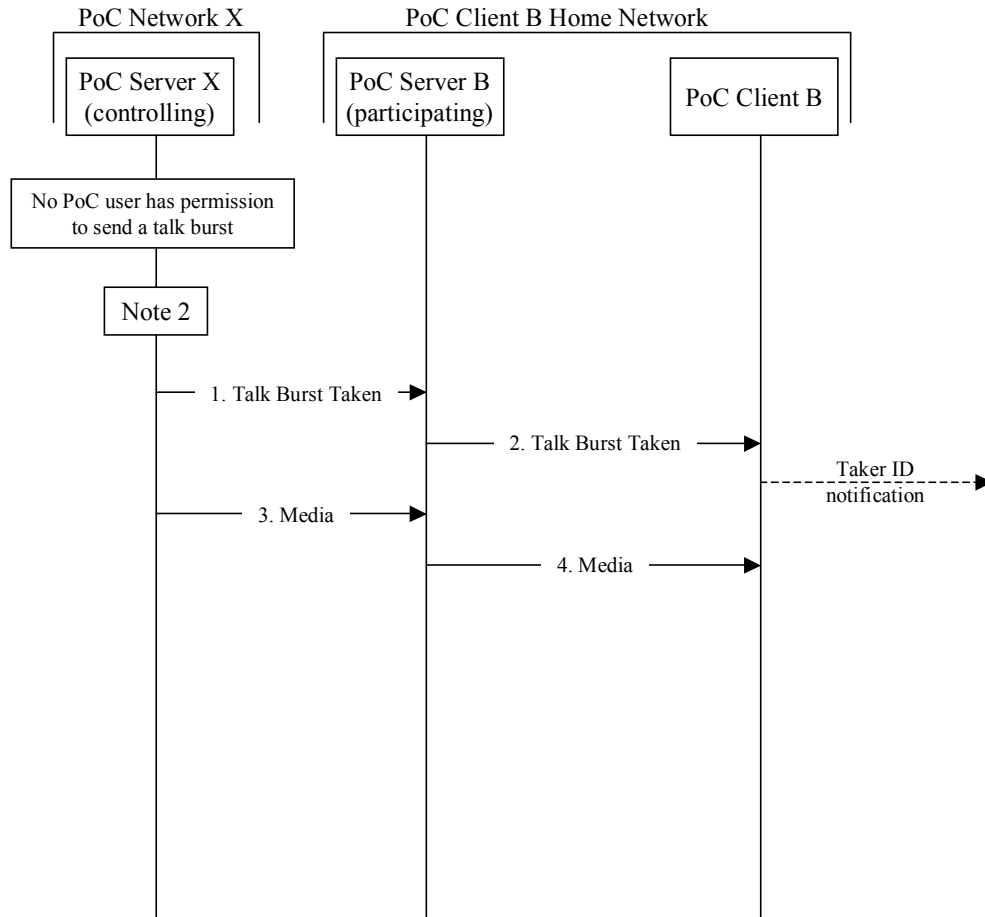 PoC Network X
PoC Client B Home Network
PoC Server X
(controlling)
PoC Server B
(participating)
PoC Client B
No PoC user has permission
to send a talk burst
Note 2
1. Talk Burst Taken
2. Talk Burst Taken
Taker ID
notification
3. Media
4. Media